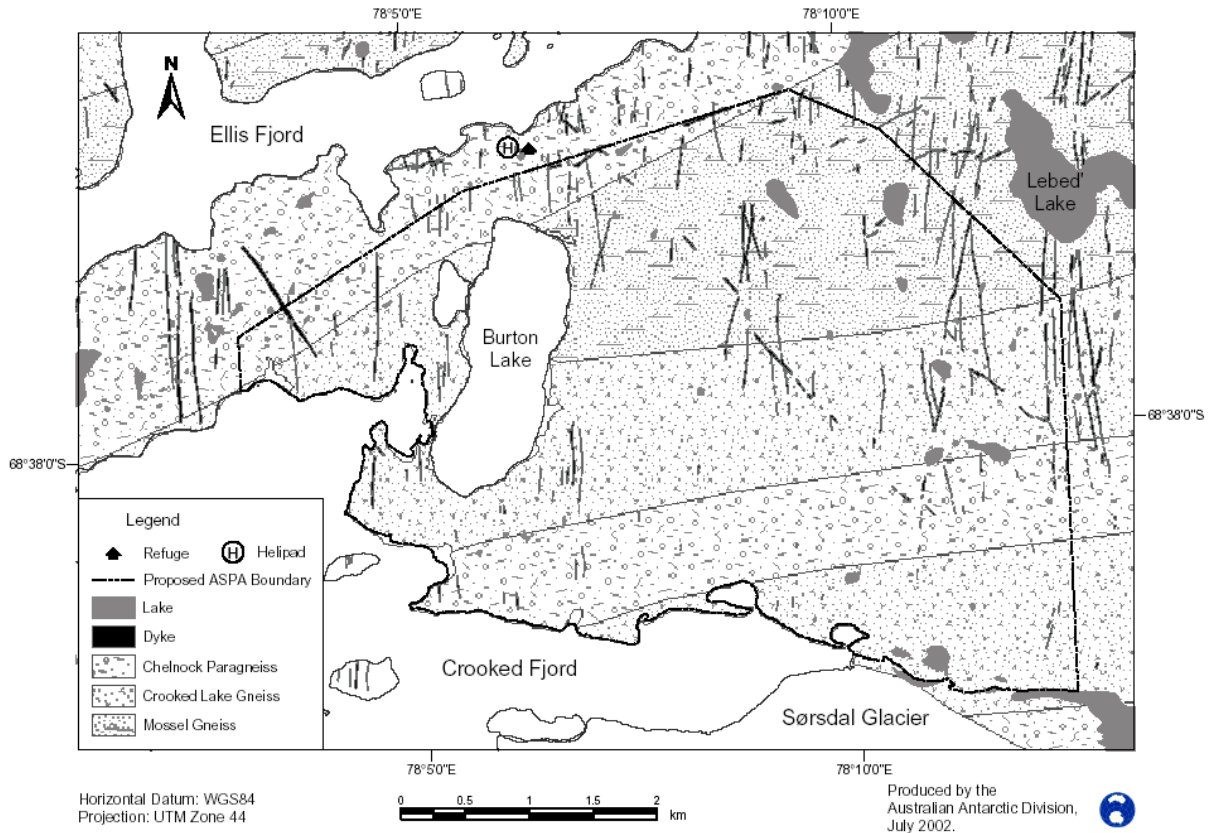 78°5'0"E
78°10'0"E
N
Ellis Fjord
H
Lebed'
Lake
Burton
Lake
68°38'0"S
68°38'0"S
Legend
Refuge
H
Helipad
Proposed ASPA Boundary
Lake
Dyke
Chelnock Paragneiss
Crooked Lake Gneiss
Mossel Gneiss
Crooked Fjord
Sørsdal Glacier
78°5'0"E
78°10'0"E
Horizontal Datum: WGS84
Projection: UTM Zone 44
0 0.5 1 1.5 2
km
Produced by the
Australian Antarctic Division,
July 2002.